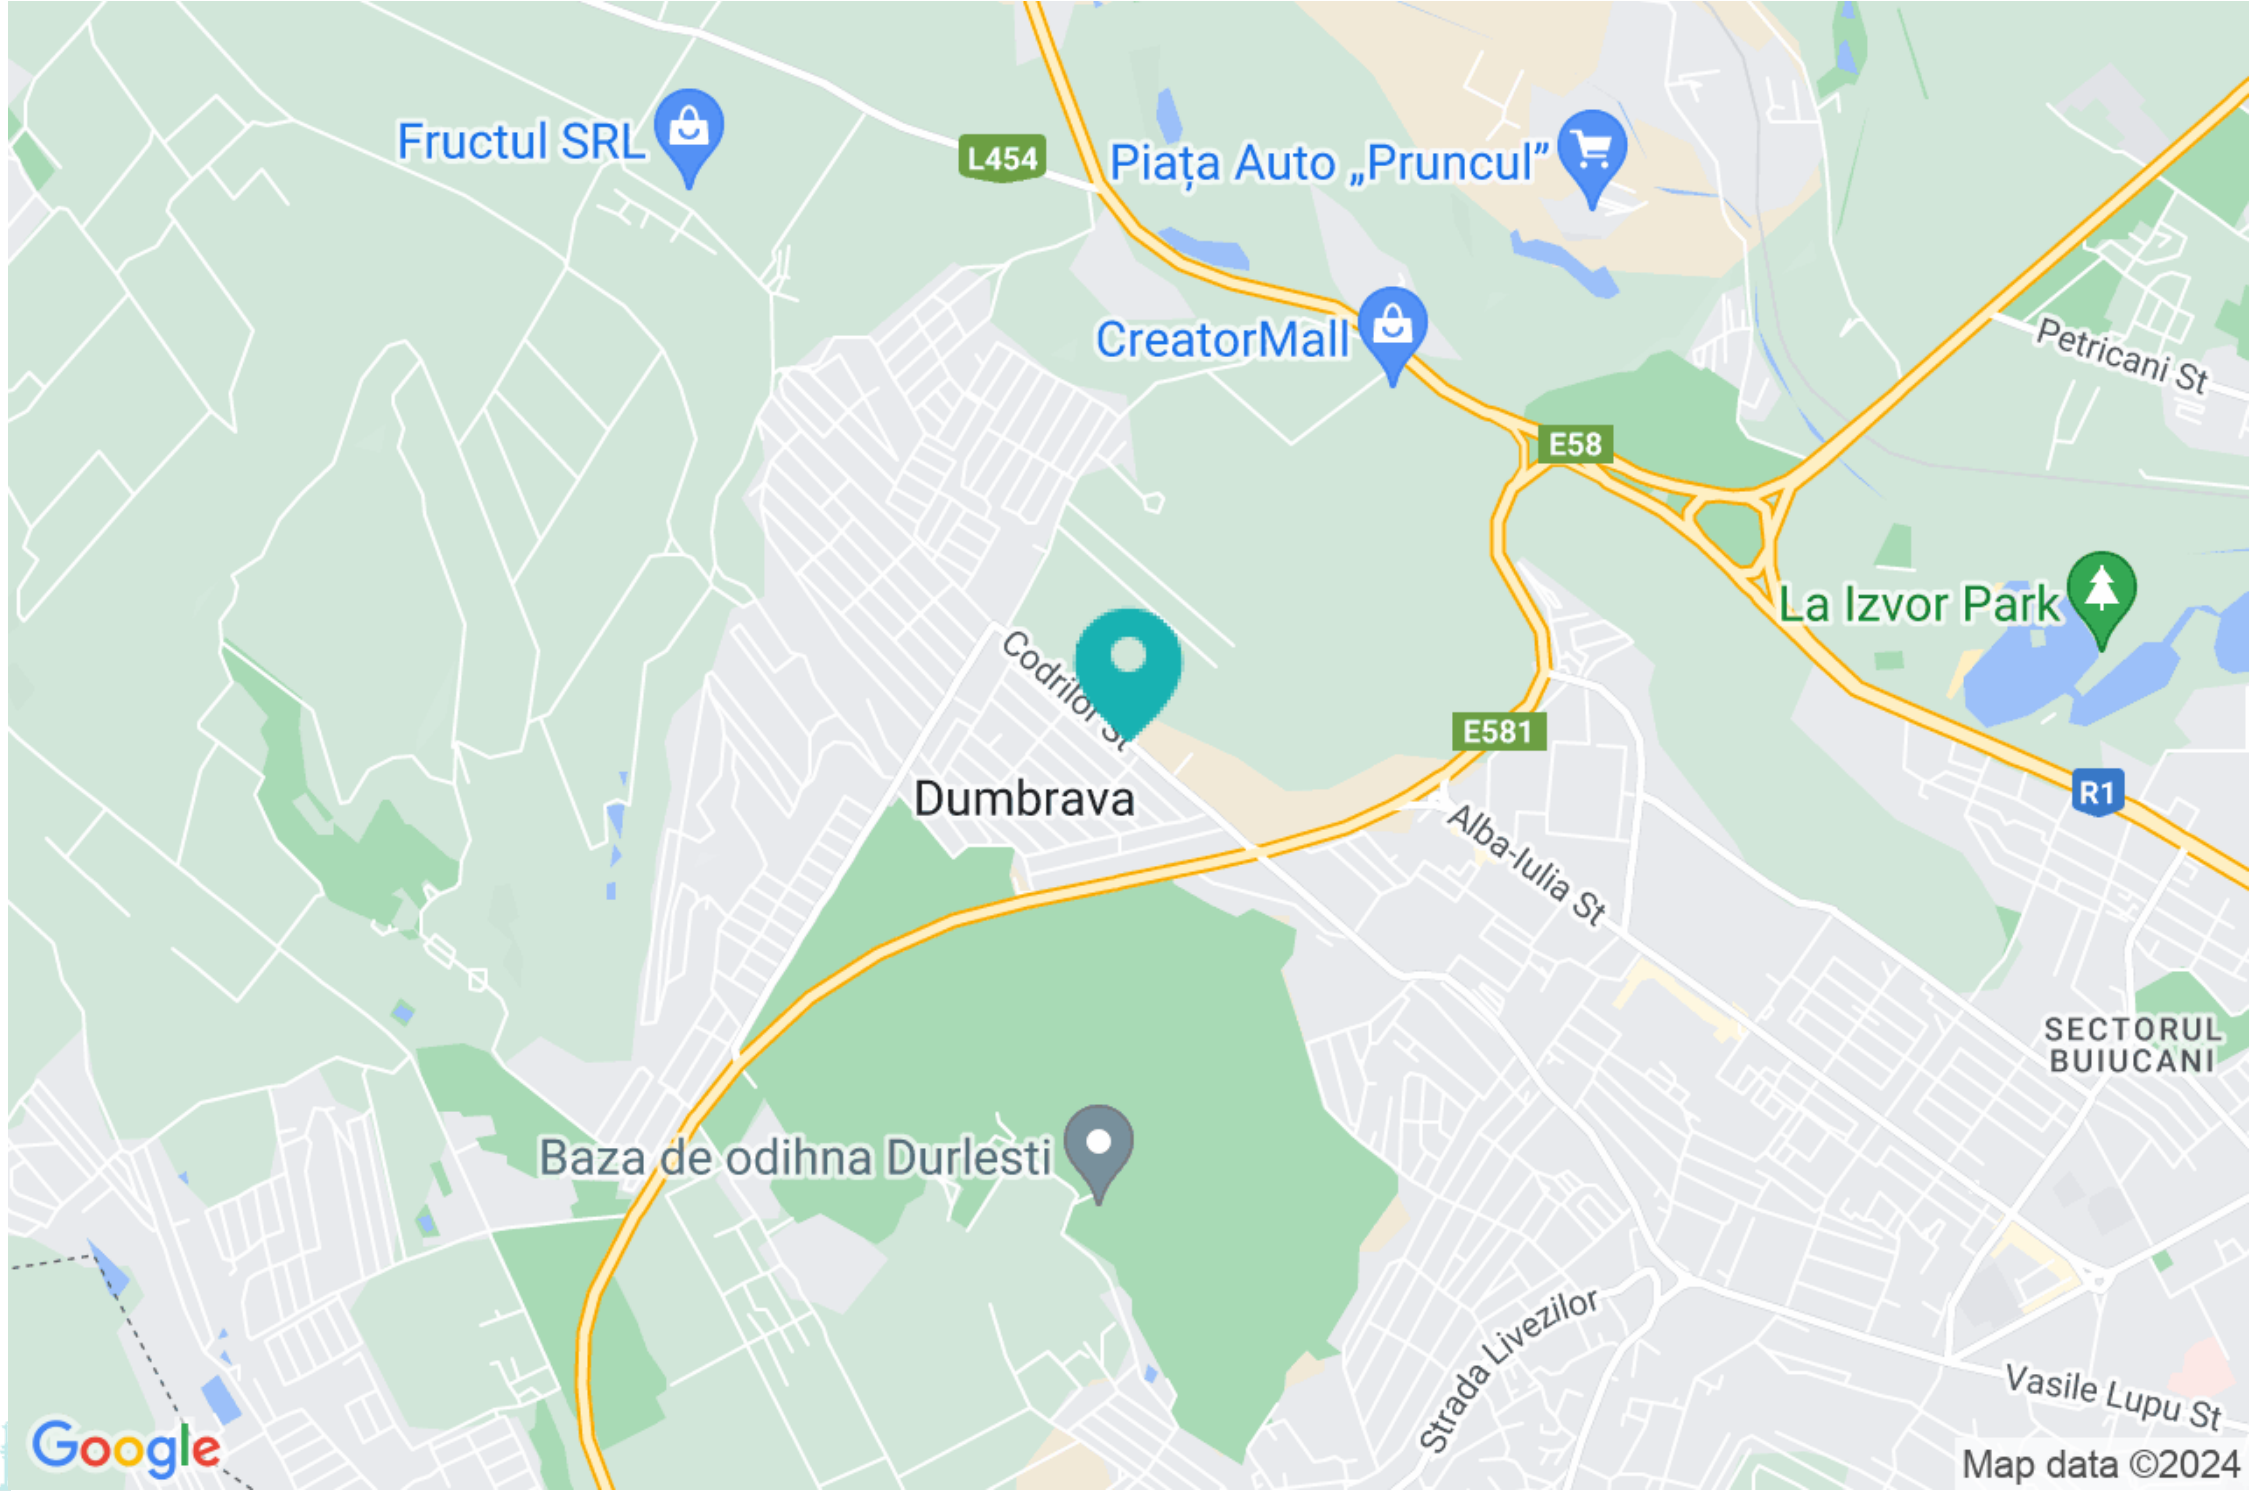 Fructul SRL
L454
Piața Auto „Pruncul”
CreatorMall
Petricani St
E58
La Izvor Park
Codrilor St
E581
Dumbrava
R1
Alba-Iulia St
SECTORUL
BUIUCANI
Baza de odihna Durlesti
Strada Livezilor
Vasile Lupu St
Google
Map data ©2024